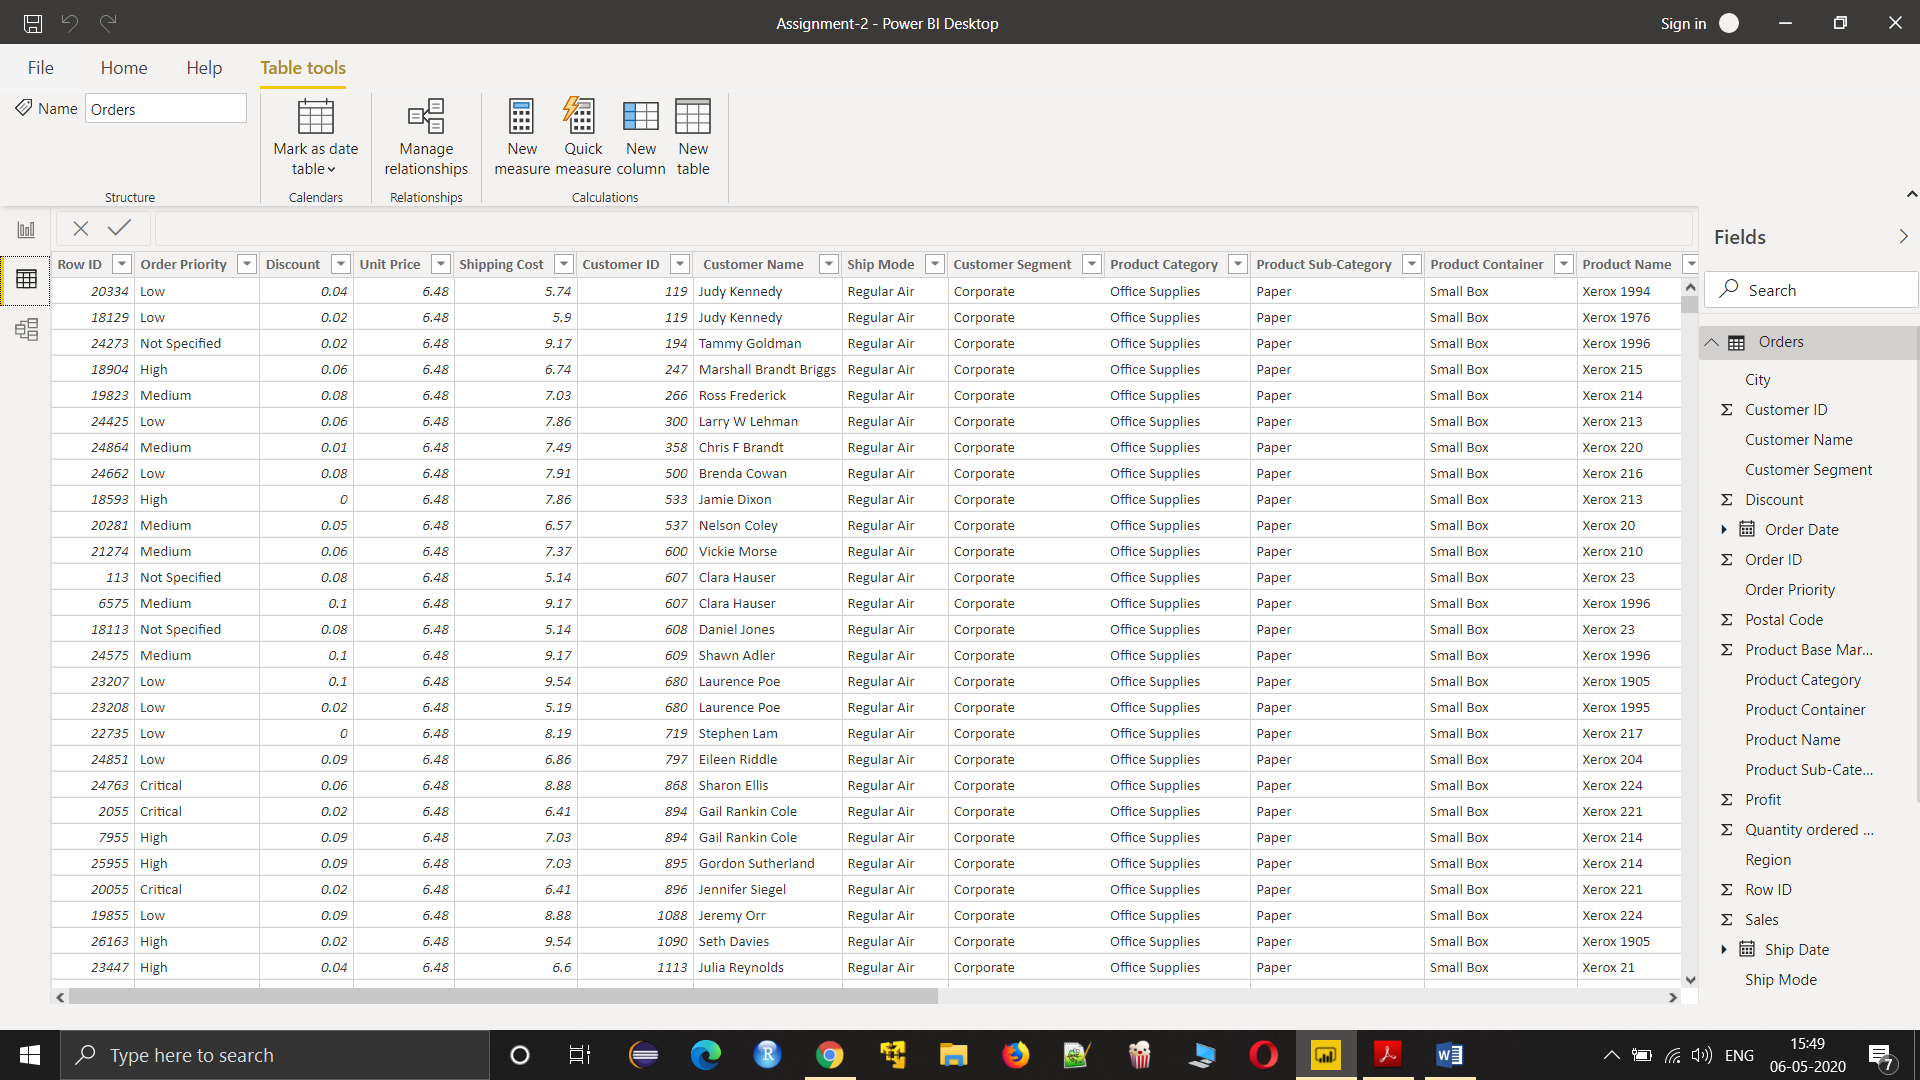 Assignment-2 - Power BI Desktop
Sign in
File Home Help Table tools
Name Orders
Mark as date table
Manage relationships
New measure
Quick measure
New column
New table
Structure Calendars Relationships Calculations
Row ID Order Priority Discount Unit Price Shipping Cost Customer ID Customer Name Ship Mode Customer Segment Product Category Product Sub-Category Product Container Product Name
20334 Low 0.04 6.48 5.74 119 Judy Kennedy Regular Air Corporate Office Supplies Paper Small Box Xerox 1994
18129 Low 0.02 6.48 5.9 119 Judy Kennedy Regular Air Corporate Office Supplies Paper Small Box Xerox 1976
24273 Not Specified 0.02 6.48 9.17 194 Tammy Goldman Regular Air Corporate Office Supplies Paper Small Box Xerox 1996
18904 High 0.06 6.48 6.74 247 Marshall Brandt Briggs Regular Air Corporate Office Supplies Paper Small Box Xerox 215
19823 Medium 0.08 6.48 7.03 266 Ross Frederick Regular Air Corporate Office Supplies Paper Small Box Xerox 214
24425 Low 0.06 6.48 7.86 300 Larry W Lehman Regular Air Corporate Office Supplies Paper Small Box Xerox 213
24864 Medium 0.01 6.48 7.49 358 Chris F Brandt Regular Air Corporate Office Supplies Paper Small Box Xerox 220
24662 Low 0.08 6.48 7.91 500 Brenda Cowan Regular Air Corporate Office Supplies Paper Small Box Xerox 216
18593 High 0 6.48 7.86 533 Jamie Dixon Regular Air Corporate Office Supplies Paper Small Box Xerox 213
20281 Medium 0.05 6.48 6.57 537 Nelson Coley Regular Air Corporate Office Supplies Paper Small Box Xerox 20
21274 Medium 0.06 6.48 7.37 600 Vickie Morse Regular Air Corporate Office Supplies Paper Small Box Xerox 210
113 Not Specified 0.08 6.48 5.14 607 Clara Hauser Regular Air Corporate Office Supplies Paper Small Box Xerox 23
6575 Medium 0.1 6.48 9.17 607 Clara Hauser Regular Air Corporate Office Supplies Paper Small Box Xerox 1996
18113 Not Specified 0.08 6.48 5.14 608 Daniel Jones Regular Air Corporate Office Supplies Paper Small Box Xerox 23
24575 Medium 0.1 6.48 9.17 609 Shawn Adler Regular Air Corporate Office Supplies Paper Small Box Xerox 1996
23207 Low 0.1 6.48 9.54 680 Laurence Poe Regular Air Corporate Office Supplies Paper Small Box Xerox 1905
23208 Low 0.02 6.48 5.19 680 Laurence Poe Regular Air Corporate Office Supplies Paper Small Box Xerox 1995
22735 Low 0 6.48 8.19 719 Stephen Lam Regular Air Corporate Office Supplies Paper Small Box Xerox 217
24851 Low 0.09 6.48 6.86 797 Eileen Riddle Regular Air Corporate Office Supplies Paper Small Box Xerox 204
24763 Critical 0.06 6.48 8.88 868 Sharon Ellis Regular Air Corporate Office Supplies Paper Small Box Xerox 224
2055 Critical 0.02 6.48 6.41 894 Gail Rankin Cole Regular Air Corporate Office Supplies Paper Small Box Xerox 221
7955 High 0.09 6.48 7.03 894 Gail Rankin Cole Regular Air Corporate Office Supplies Paper Small Box Xerox 214
25955 High 0.09 6.48 7.03 895 Gordon Sutherland Regular Air Corporate Office Supplies Paper Small Box Xerox 214
20055 Critical 0.02 6.48 6.41 896 Jennifer Siegel Regular Air Corporate Office Supplies Paper Small Box Xerox 221
19855 Low 0.09 6.48 8.88 1088 Jeremy Orr Regular Air Corporate Office Supplies Paper Small Box Xerox 224
26163 High 0.02 6.48 9.54 1090 Seth Davies Regular Air Corporate Office Supplies Paper Small Box Xerox 1905
23447 High 0.04 6.48 6.6 1113 Julia Reynolds Regular Air Corporate Office Supplies Paper Small Box Xerox 21
Fields
Search
Orders
City
Σ Customer ID
Customer Name
Customer Segment
Σ Discount
Order Date
Σ Order ID
Order Priority
Σ Postal Code
Σ Product Base Mar...
Product Category
Product Container
Product Name
Product Sub-Cate...
Σ Profit
Σ Quantity ordered ...
Region
Σ Row ID
Σ Sales
Ship Date
Ship Mode
Type here to search
ENG
15:49
06-05-2020
7